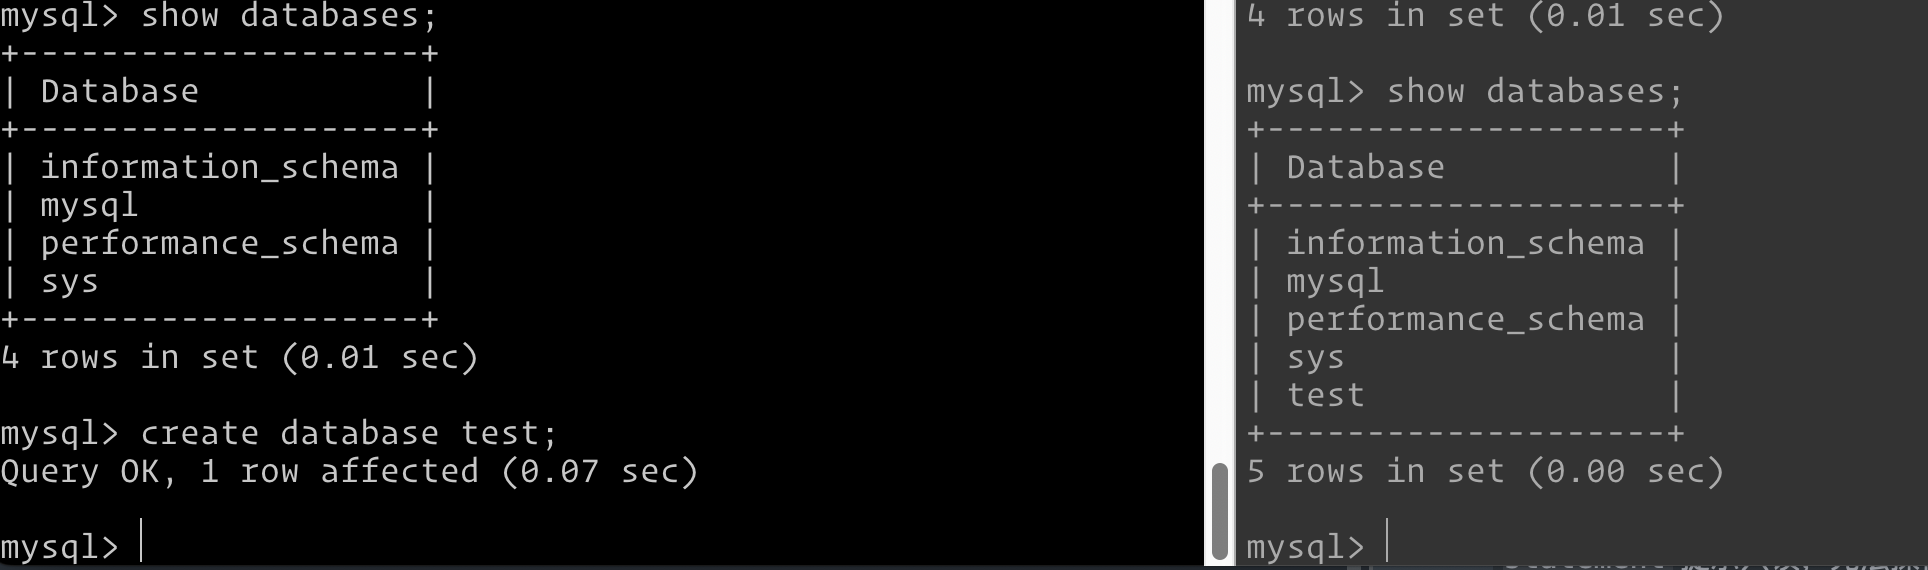 mysql> show databases;
+--------------------+
| Database           |
+--------------------+
| information_schema |
| mysql              |
| performance_schema |
| sys                |
+--------------------+
4 rows in set (0.01 sec)

mysql> create database test;
Query OK, 1 row affected (0.07 sec)

mysql>
4 rows in set (0.01 sec)

mysql> show databases;
+--------------------+
| Database           |
+--------------------+
| information_schema |
| mysql              |
| performance_schema |
| sys                |
| test               |
+--------------------+
5 rows in set (0.00 sec)

mysql>